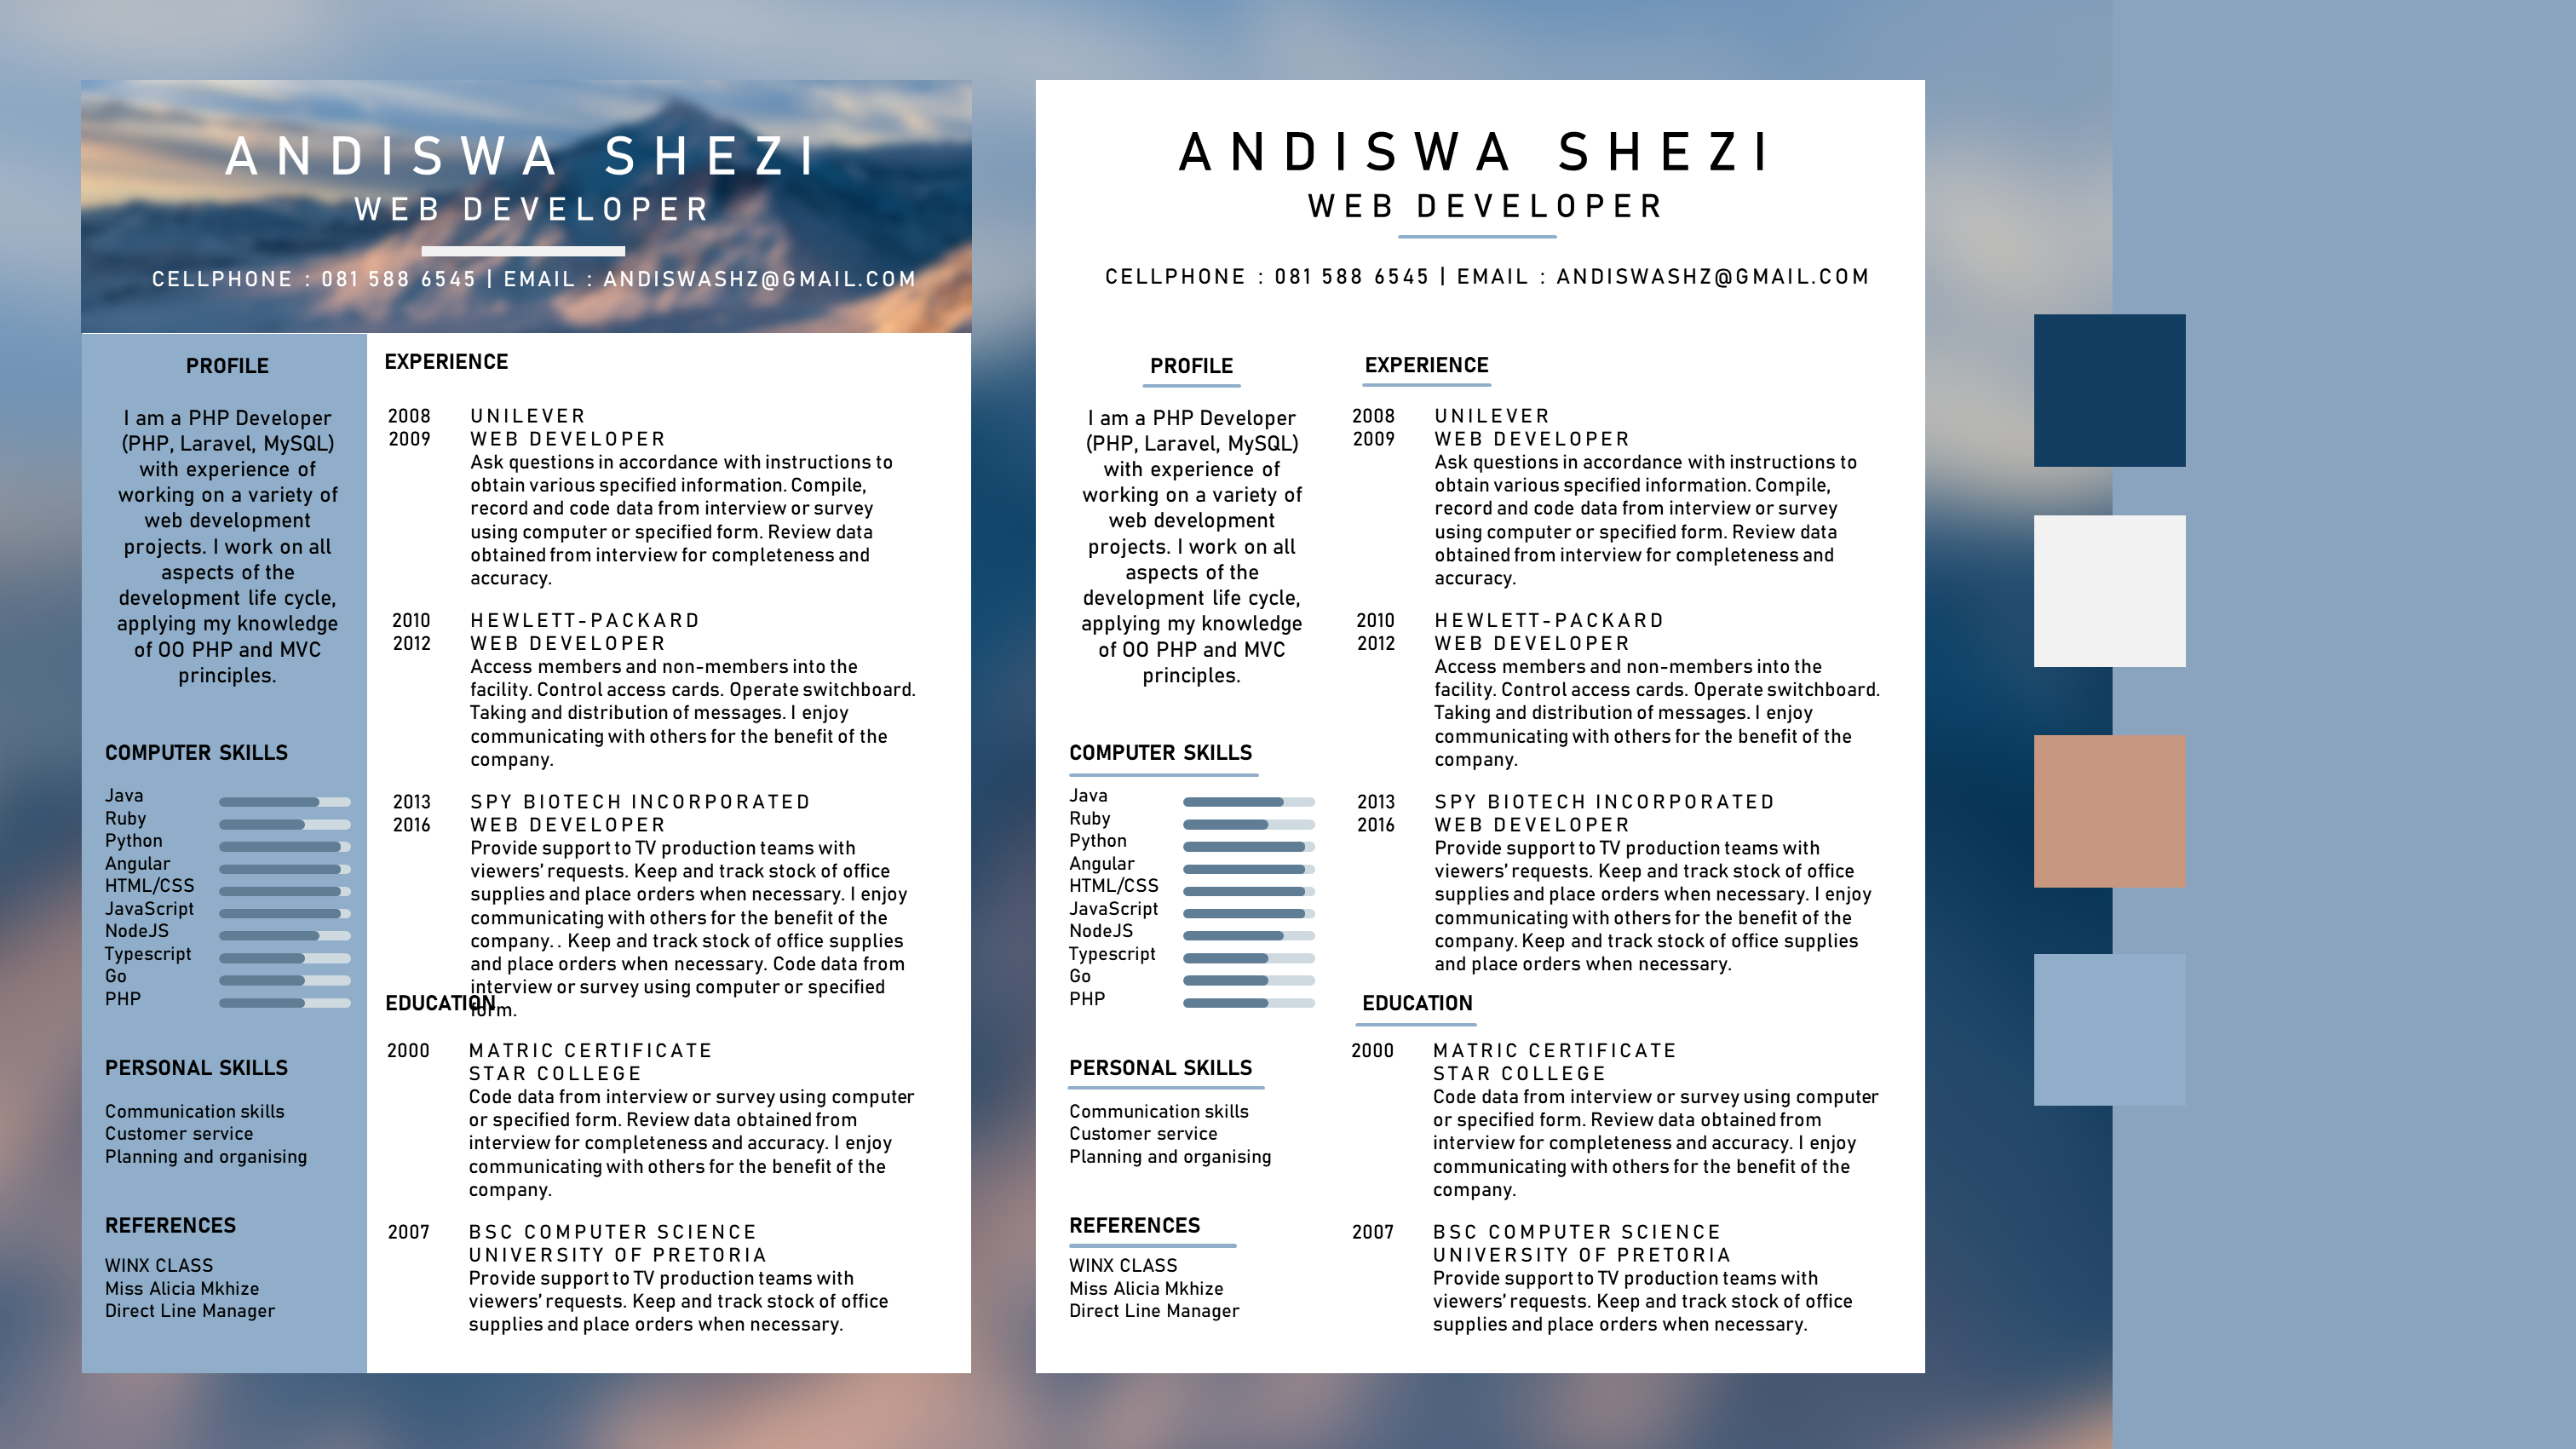 ANDISWA SHEZI
WEB DEVELOPER
CELLPHONE : 081 588 6545 | EMAIL : ANDISWASHZ@GMAIL.COM
PROFILE
I am a PHP Developer
(PHP, Laravel, MySQL)
with experience of
working on a variety of
web development
projects. I work on all
aspects of the
development life cycle,
applying my knowledge
of OO PHP and MVC
principles.
COMPUTER SKILLS
Java
Ruby
Python
Angular
HTML/CSS
JavaScript
NodeJS
Typescript
Go
PHP
PERSONAL SKILLS
Communication skills
Customer service
Planning and organising
REFERENCES
WINX CLASS
Miss Alicia Mkhize
Direct Line Manager
EXPERIENCE
2008 UNILEVER
2009 WEB DEVELOPER
Ask questions in accordance with instructions to
obtain various specified information. Compile,
record and code data from interview or survey
using computer or specified form. Review data
obtained from interview for completeness and
accuracy.
2010 HEWLETT-PACKARD
2012 WEB DEVELOPER
Access members and non-members into the
facility. Control access cards. Operate switchboard.
Taking and distribution of messages. I enjoy
communicating with others for the benefit of the
company.
2013 SPY BIOTECH INCORPORATED
2016 WEB DEVELOPER
Provide support to TV production teams with
viewers' requests. Keep and track stock of office
supplies and place orders when necessary. I enjoy
communicating with others for the benefit of the
company. . Keep and track stock of office supplies
and place orders when necessary. Code data from
interview or survey using computer or specified
form.
EDUCATION
2000 MATRIC CERTIFICATE
STAR COLLEGE
Code data from interview or survey using computer
or specified form. Review data obtained from
interview for completeness and accuracy. I enjoy
communicating with others for the benefit of the
company.
2007 BSC COMPUTER SCIENCE
UNIVERSITY OF PRETORIA
Provide support to TV production teams with
viewers' requests. Keep and track stock of office
supplies and place orders when necessary.
ANDISWA SHEZI
WEB DEVELOPER
CELLPHONE : 081 588 6545 | EMAIL : ANDISWASHZ@GMAIL.COM
PROFILE
I am a PHP Developer
(PHP, Laravel, MySQL)
with experience of
working on a variety of
web development
projects. I work on all
aspects of the
development life cycle,
applying my knowledge
of OO PHP and MVC
principles.
COMPUTER SKILLS
Java
Ruby
Python
Angular
HTML/CSS
JavaScript
NodeJS
Typescript
Go
PHP
PERSONAL SKILLS
Communication skills
Customer service
Planning and organising
REFERENCES
WINX CLASS
Miss Alicia Mkhize
Direct Line Manager
EXPERIENCE
2008 UNILEVER
2009 WEB DEVELOPER
Ask questions in accordance with instructions to
obtain various specified information. Compile,
record and code data from interview or survey
using computer or specified form. Review data
obtained from interview for completeness and
accuracy.
2010 HEWLETT-PACKARD
2012 WEB DEVELOPER
Access members and non-members into the
facility. Control access cards. Operate switchboard.
Taking and distribution of messages. I enjoy
communicating with others for the benefit of the
company.
2013 SPY BIOTECH INCORPORATED
2016 WEB DEVELOPER
Provide support to TV production teams with
viewers' requests. Keep and track stock of office
supplies and place orders when necessary. I enjoy
communicating with others for the benefit of the
company. Keep and track stock of office supplies
and place orders when necessary.
EDUCATION
2000 MATRIC CERTIFICATE
STAR COLLEGE
Code data from interview or survey using computer
or specified form. Review data obtained from
interview for completeness and accuracy. I enjoy
communicating with others for the benefit of the
company.
2007 BSC COMPUTER SCIENCE
UNIVERSITY OF PRETORIA
Provide support to TV production teams with
viewers' requests. Keep and track stock of office
supplies and place orders when necessary.